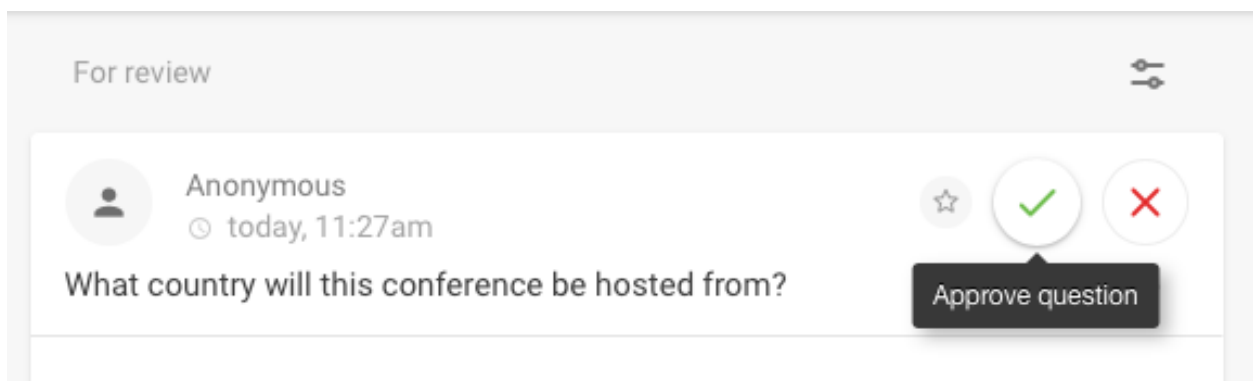 For review
Anonymous
today, 11:27am
What country will this conference be hosted from?
Approve question